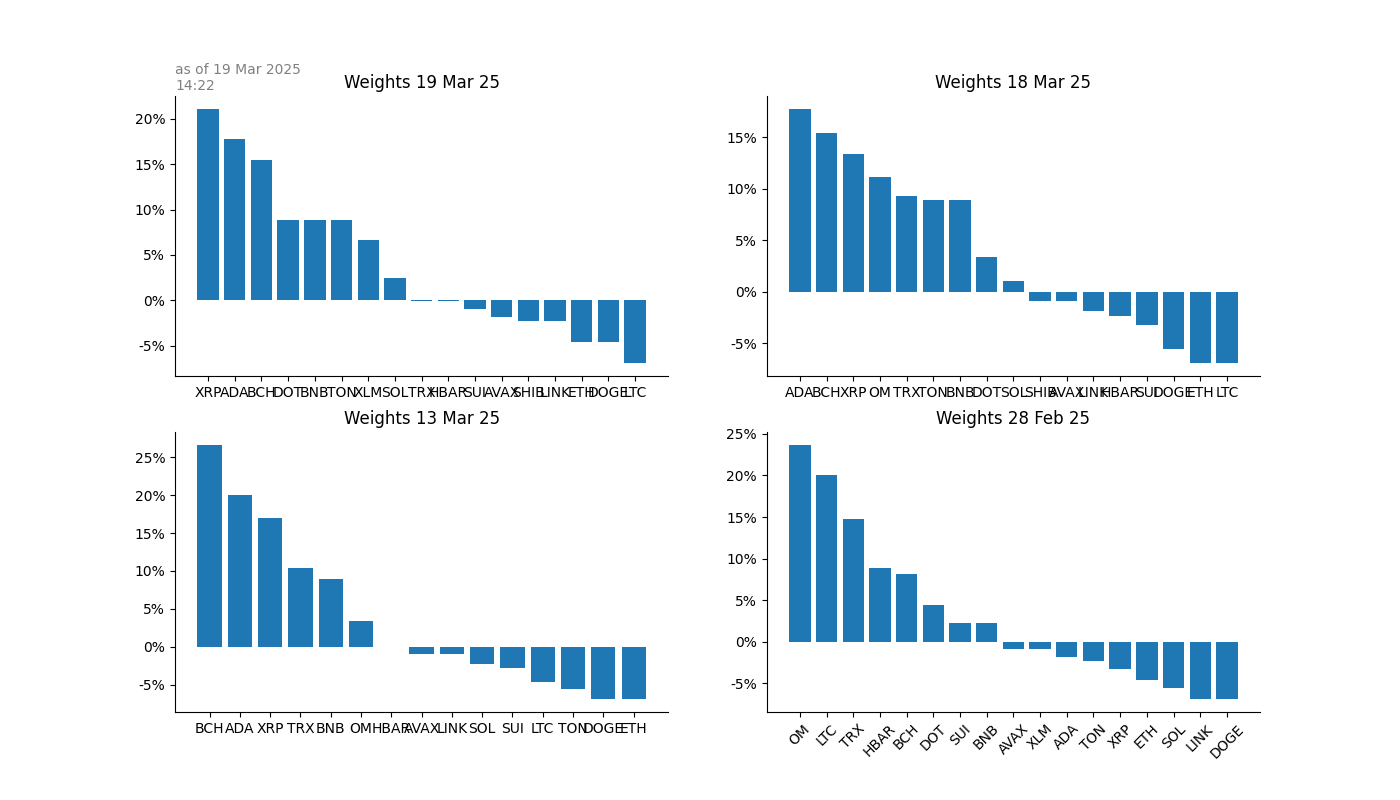 as of 19 Mar 2025
14:22
Weights 19 Mar 25
20%
15%
10%
5%
0%
-5%
XRP ADA BCH DOT BNB TON XLM SOL TRX HBAR SUI AVAX SHIB LINK ETH DOGE LTC
Weights 18 Mar 25
15%
10%
5%
0%
-5%
ADA BCH XRP OM TRX TON BNB DOT SOL SHIB AVAX LINK HBAR SUI DOGE ETH LTC
Weights 13 Mar 25
25%
20%
15%
10%
5%
0%
-5%
BCH ADA XRP TRX BNB OM HBAR AVAX LINK SOL SUI LTC TON DOGE ETH
Weights 28 Feb 25
25%
20%
15%
10%
5%
0%
-5%
OM LTC TRX HBAR BCH DOT SUI BNB AVAX XLM ADA TON XRP ETH SOL LINK DOGE